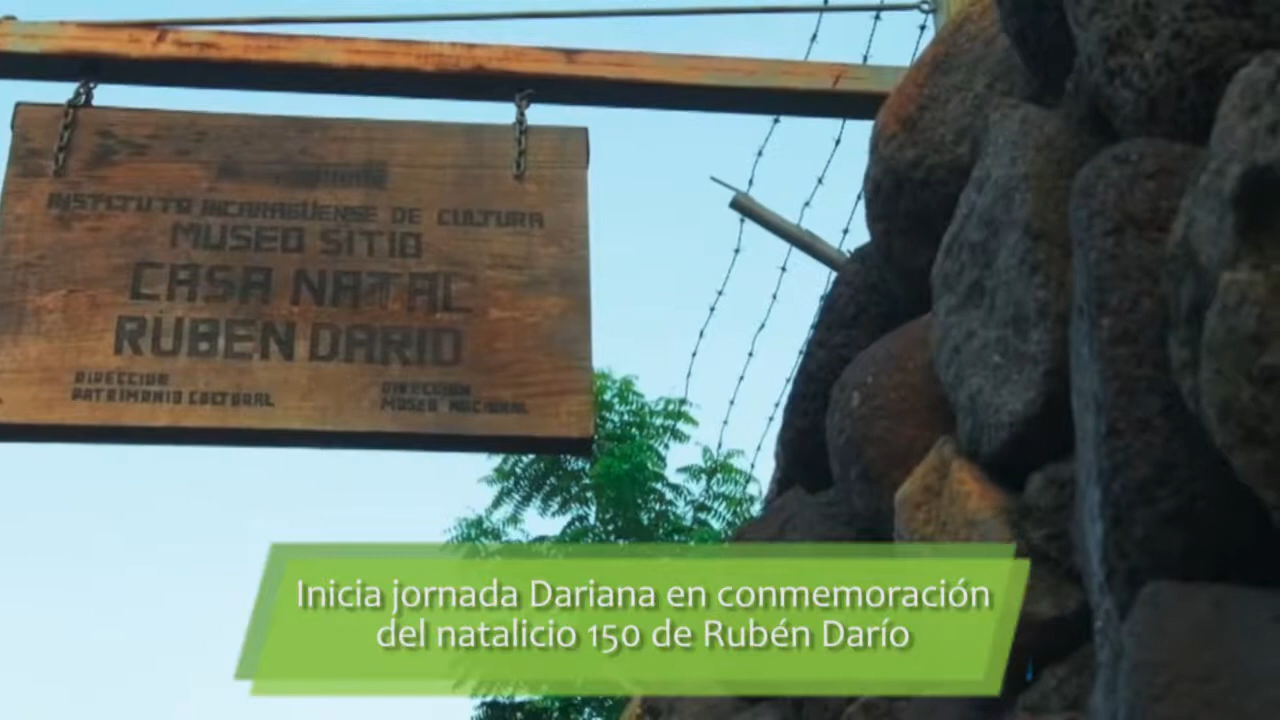 INSTITUTO NICARAGÜENSE DE CULTURA
MUSEO SITIO
CASA NATAL
RUBEN DARIO
DIRECCION
PATRIMONIO CULTURAL
DIRECCION
MUSEO NACIONAL
Inicia jornada Dariana en conmemoración
del natalicio 150 de Rubén Darío